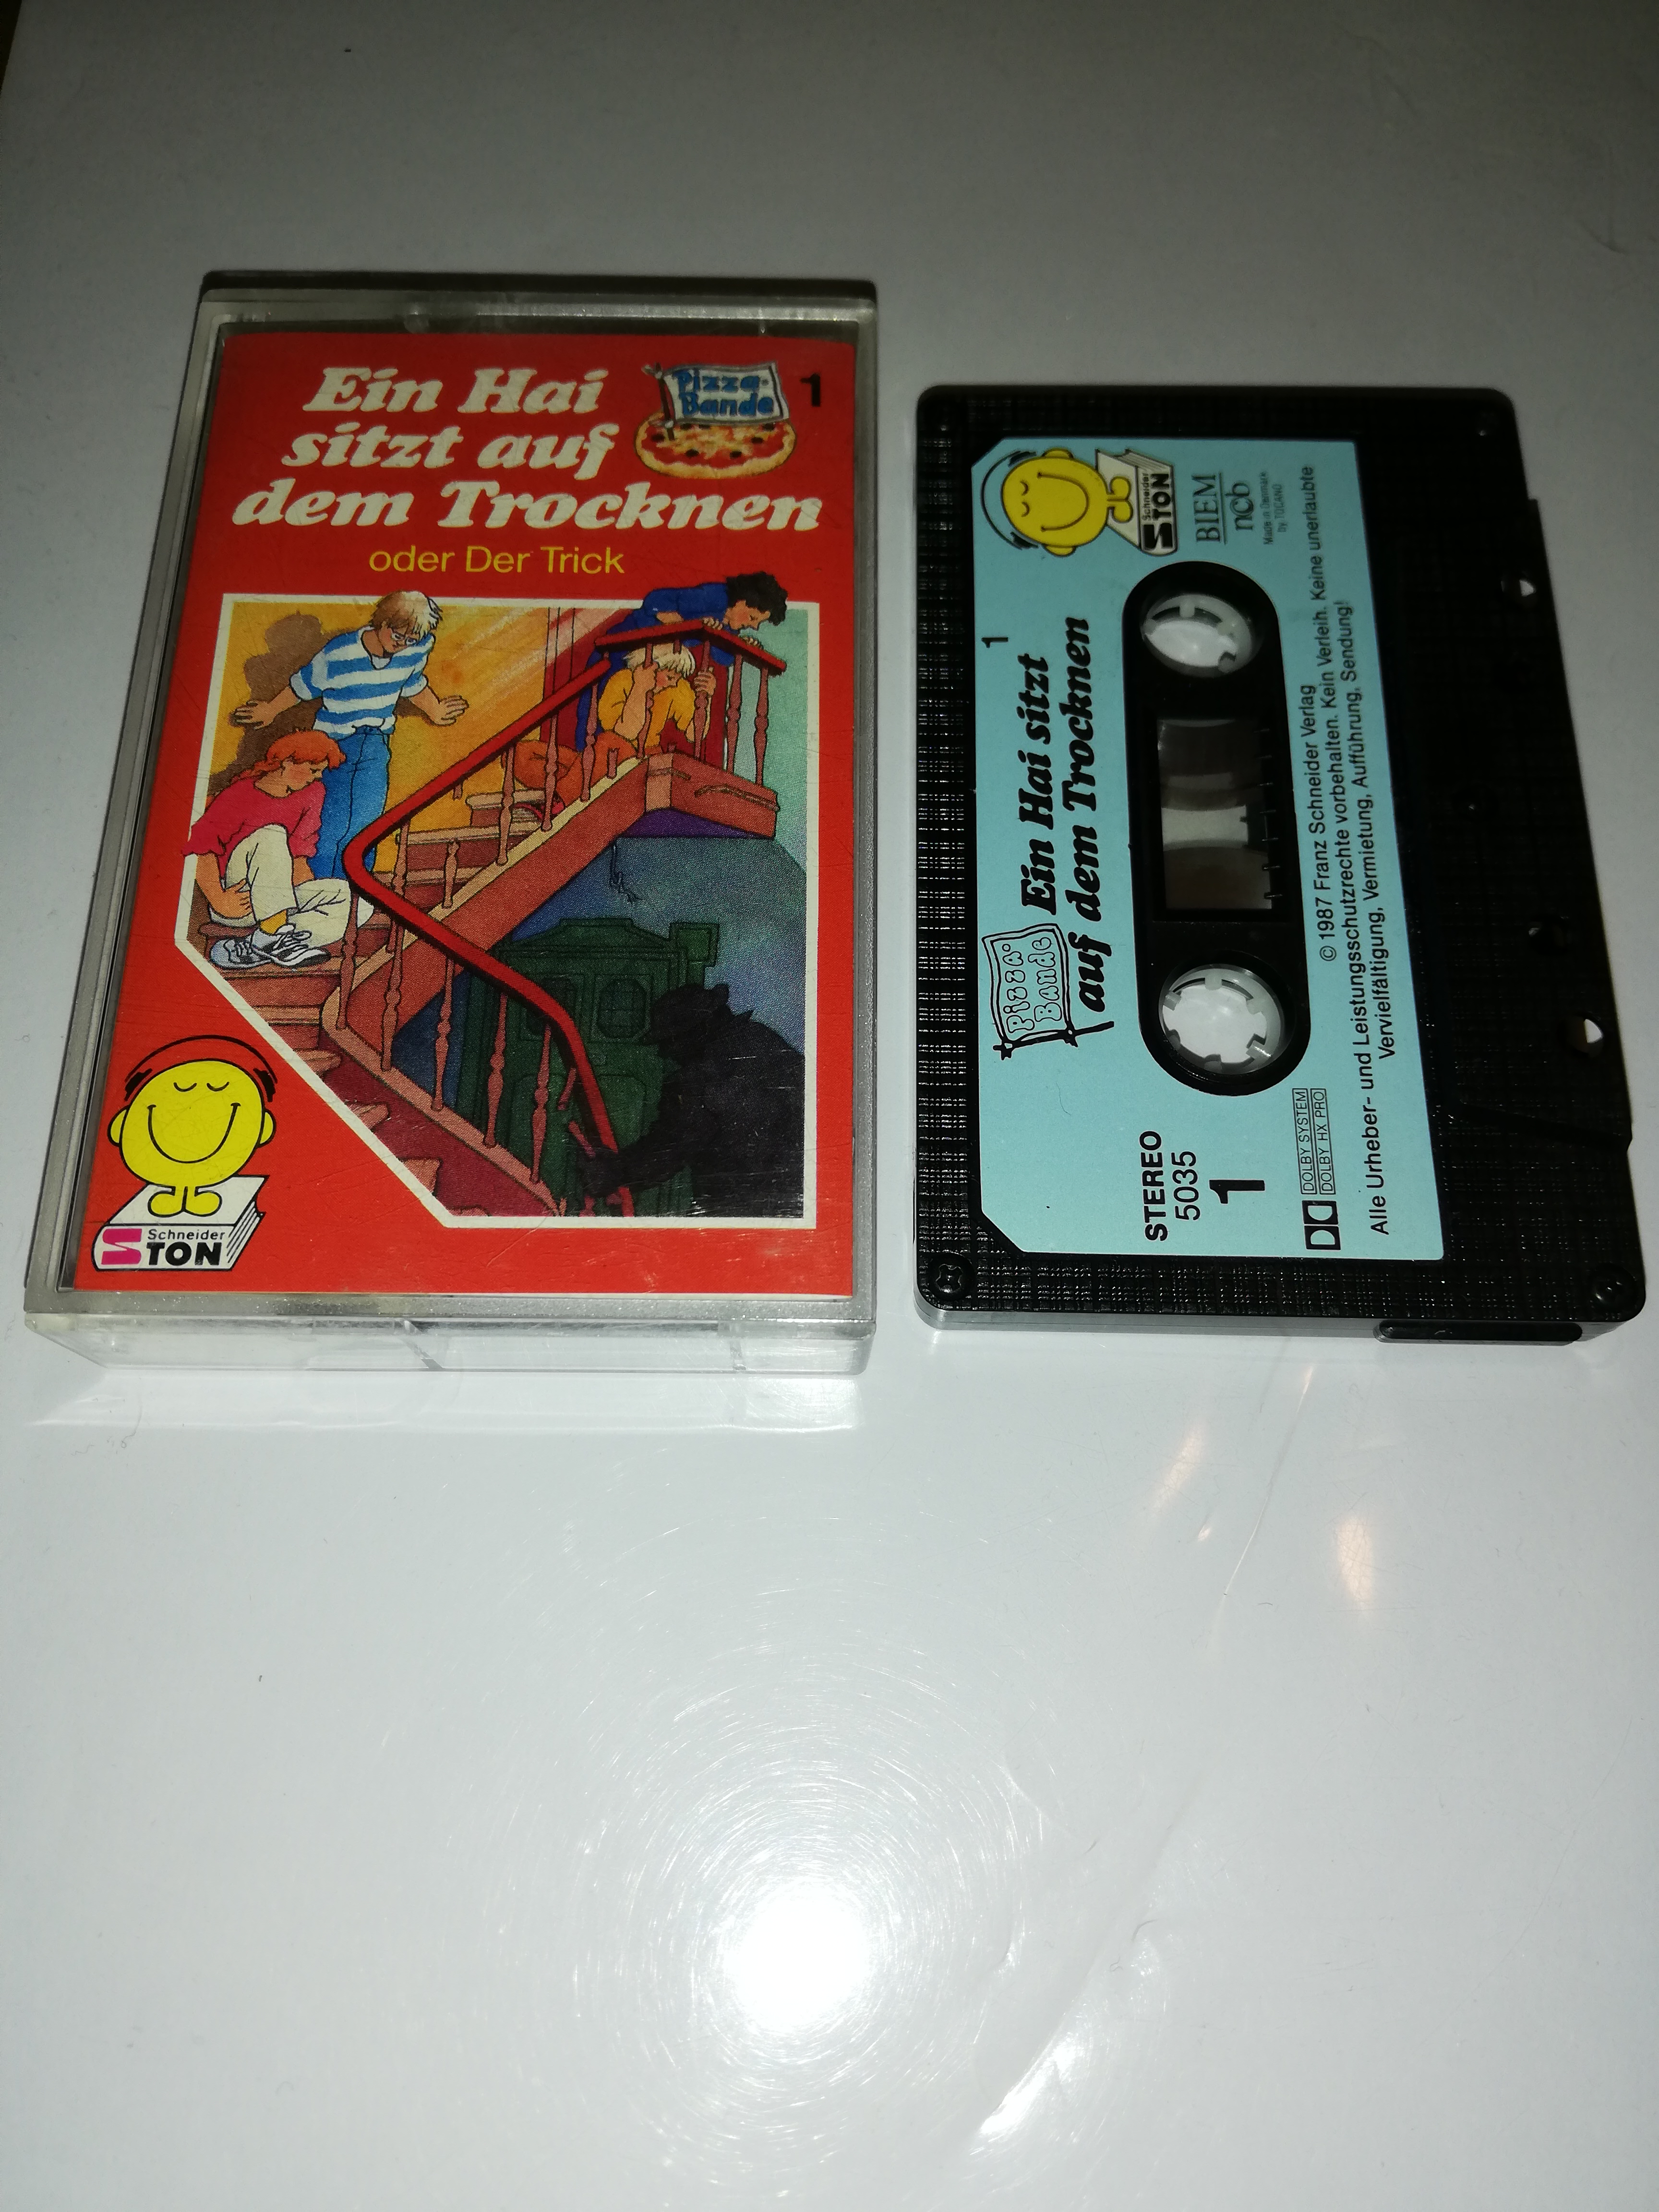 Ein Hai
sitzt auf
dem Trocknen
oder Der Trick
Pizza-
Bande
1
Schneider
TON
Schneider
TON
BIEM
ncb
Made in Denmark
by TOCANO
1
Pizza-
Bande
Ein Hai sitzt
auf dem Trocknen
STEREO
5035
1
DOLBY SYSTEM
DOLBY HX PRO
© 1987 Franz Schneider Verlag
Alle Urheber- und Leistungsschutzrechte vorbehalten. Kein Verleih. Keine unerlaubte
Vervielfältigung, Vermietung, Aufführung, Sendung!